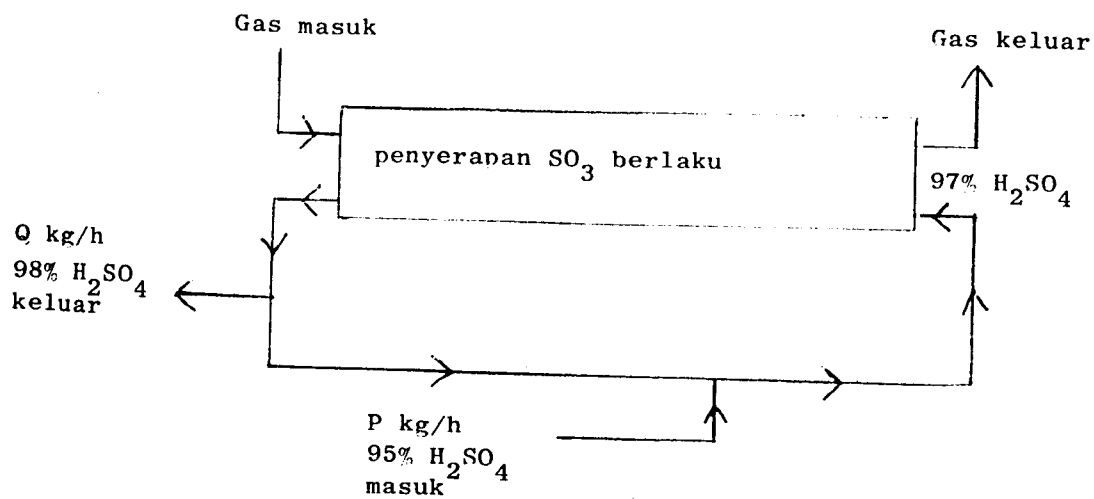 Gas masuk
Gas keluar
penyerapan SO₃ berlaku
97% H₂SO₄
Q kg/h
98% H₂SO₄
keluar
P kg/h
95% H₂SO₄
masuk